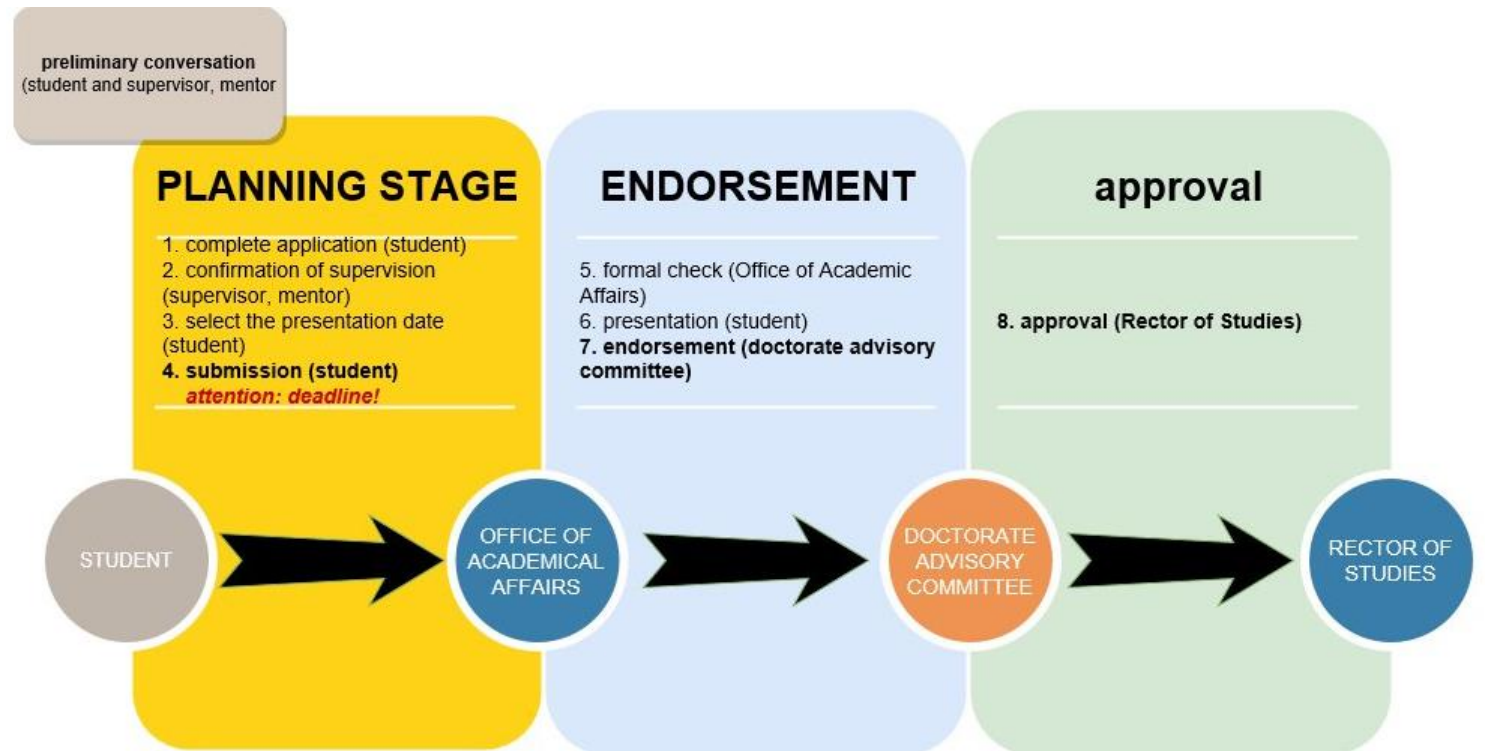 preliminary conversation
(student and supervisor, mentor
PLANNING STAGE
1. complete application (student)
2. confirmation of supervision
(supervisor, mentor)
3. select the presentation date
(student)
4. submission (student)
attention: deadline!
ENDORSEMENT
5. formal check (Office of Academic
Affairs)
6. presentation (student)
7. endorsement (doctorate advisory
committee)
approval
8. approval (Rector of Studies)
STUDENT
OFFICE OF
ACADEMICAL
AFFAIRS
DOCTORATE
ADVISORY
COMMITTEE
RECTOR OF
STUDIES